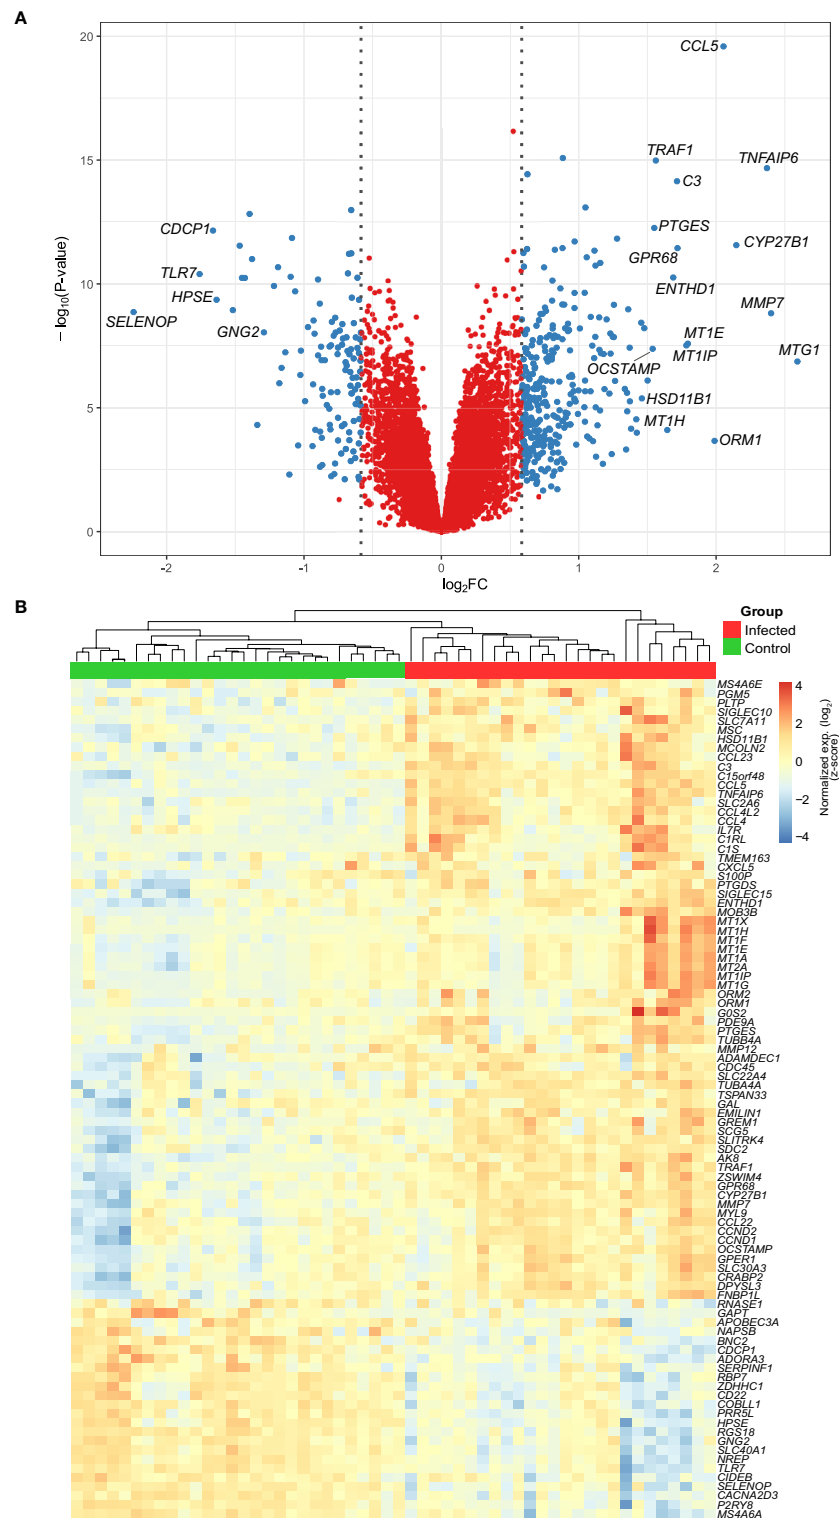 A
20
15
10
5
0
− log10(P-value)
CCL5
TRAF1
TNFAIP6
C3
CDCP1
PTGES
CYP27B1
GPR68
TLR7
ENTHD1
HPSE
MMP7
SELENOP
GNG2
MT1E
MTG1
MT1IP
OCSTAMP
HSD11B1
MT1H
ORM1
-2
-1
0
1
2
log2FC
B
Group
Infected
Control
4
2
0
−2
−4
Normalized exp. (log2)
(z-score)
MS4A6E
PGM5
PLTP
SIGLEC10
SLC7A11
MSC
HSD11B1
MCOLN2
CCL23
C3
C15orf48
CCL5
TNFAIP6
SLC2A6
CCL4L2
CCL4
IL7R
C1RL
C1S
TMEM163
CXCL5
S100P
PTGDS
SIGLEC15
ENTHD1
MOB3B
MT1X
MT1H
MT1F
MT1E
MT1A
MT2A
MT1IP
MT1G
ORM2
ORM1
G0S2
PDE9A
PTGES
TUBB4A
MMP12
ADAMDEC1
CDC45
SLC22A4
TUBA4A
TSPAN33
GAL
EMILIN1
GREM1
SCG5
SLITRK4
SDC2
AK8
TRAF1
ZSWIM4
GPR68
CYP27B1
MMP7
MYL9
CCL22
CCND2
CCND1
OCSTAMP
GPER1
SLC30A3
CRABP2
DPYSL3
FNBP1L
RNASE1
GAPT
APOBEC3A
NAPSB
BNC2
CDCP1
ADORA3
SERPINF1
RBP7
ZDHHC1
CD22
COBLL1
PRR5L
HPSE
RGS18
GNG2
SLC40A1
NREP
TLR7
CIDEB
SELENOP
CACNA2D3
P2RY8
MS4A6A